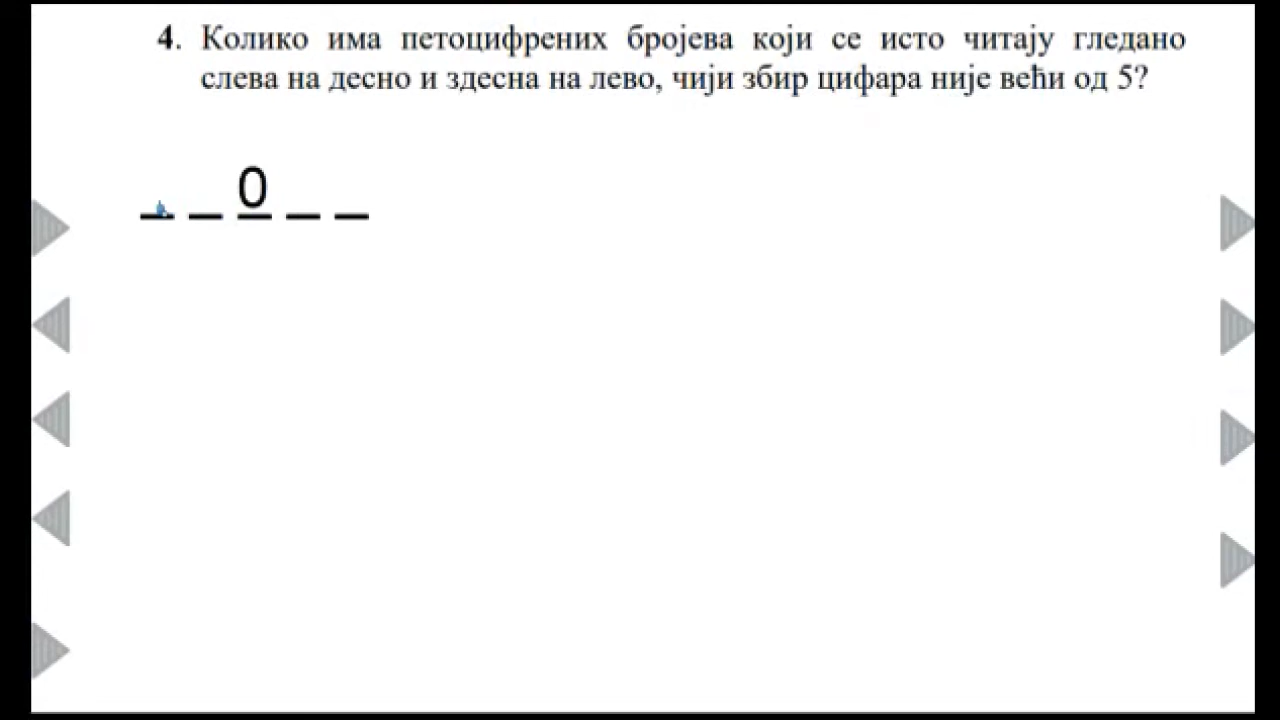 4. Колико има петоцифрених бројева који се исто читају гледано
слева на десно и здесна на лево, чији збир цифара није већи од 5?
0
_ _ _ _ _